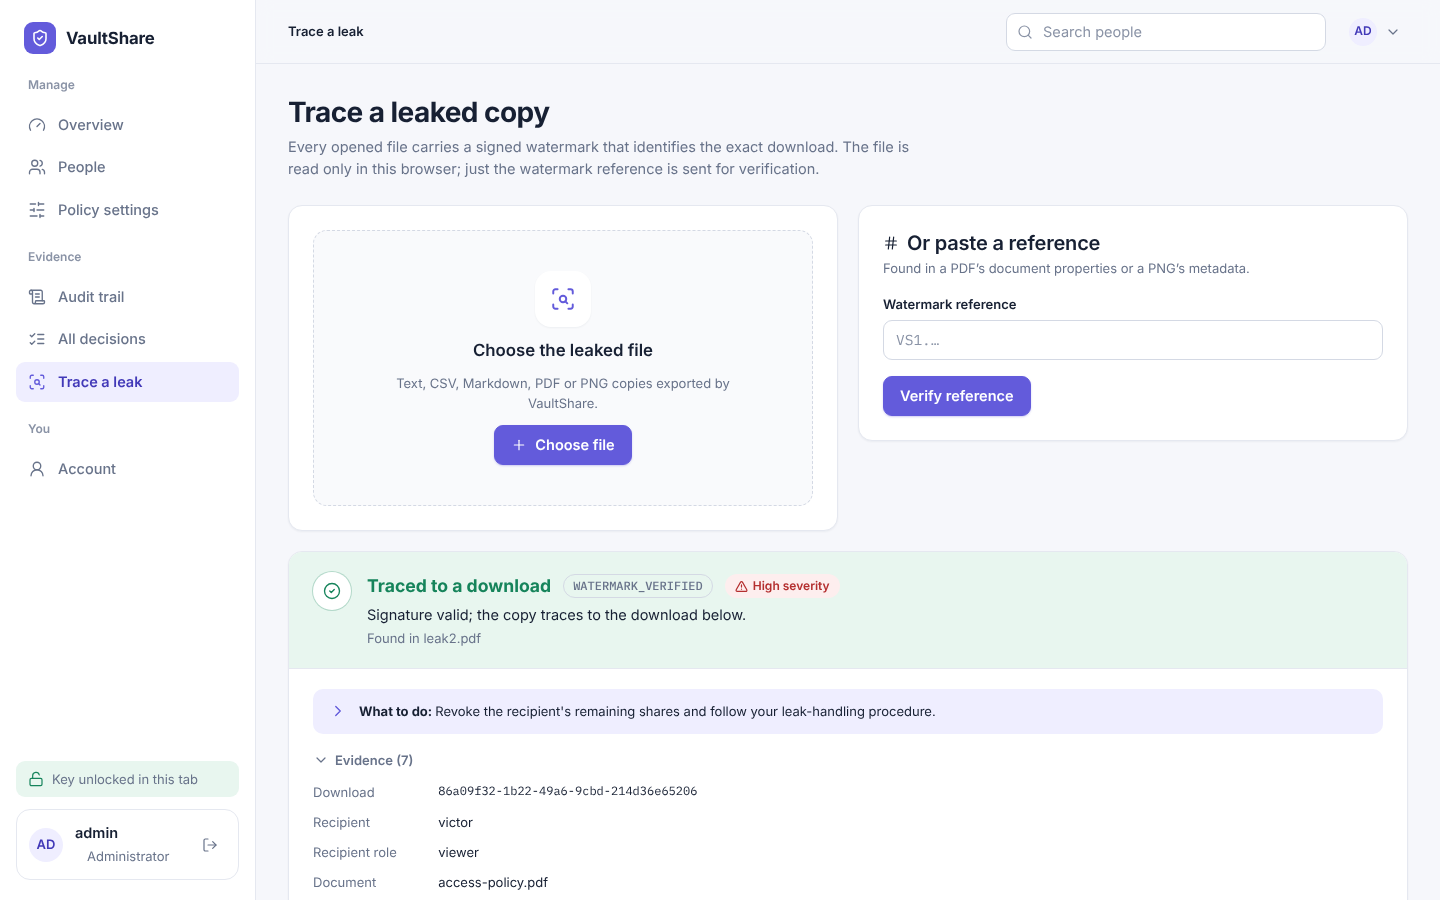 VaultShare
Manage
Overview
People
Policy settings
Evidence
Audit trail
All decisions
Trace a leak
You
Account
Key unlocked in this tab
AD
admin
Administrator
Trace a leak
Search people
AD
Trace a leaked copy
Every opened file carries a signed watermark that identifies the exact download. The file is
read only in this browser; just the watermark reference is sent for verification.
Choose the leaked file
Text, CSV, Markdown, PDF or PNG copies exported by
VaultShare.
Choose file
Or paste a reference
Found in a PDF’s document properties or a PNG’s metadata.
Watermark reference
VS1.…
Verify reference
Traced to a download WATERMARK_VERIFIED High severity
Signature valid; the copy traces to the download below.
Found in leak2.pdf
What to do: Revoke the recipient's remaining shares and follow your leak-handling procedure.
Evidence (7)
Download 86a09f32-1b22-49a6-9cbd-214d36e65206
Recipient victor
Recipient role viewer
Document access-policy.pdf